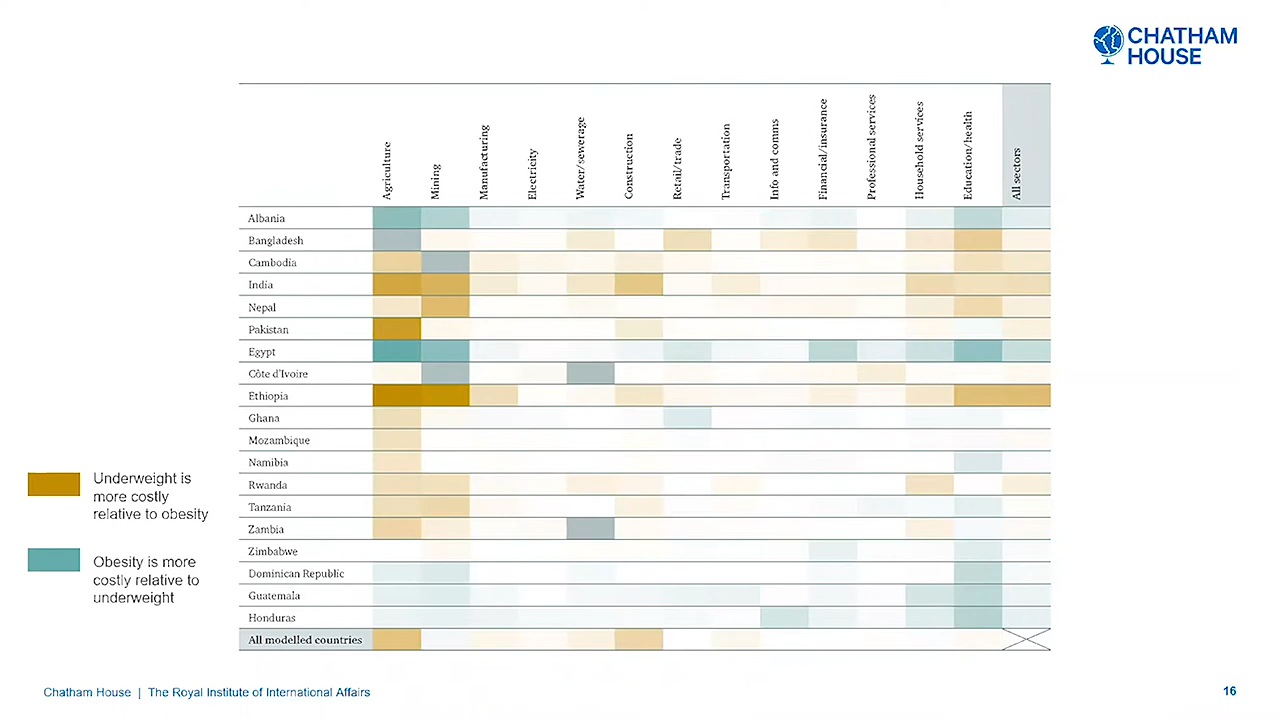 CHATHAM
HOUSE
Agriculture
Mining
Manufacturing
Electricity
Water/sewerage
Construction
Retail/trade
Transportation
Info and comms
Financial/insurance
Professional services
Household services
Education/health
All sectors
Albania
Bangladesh
Cambodia
India
Nepal
Pakistan
Egypt
Côte d'Ivoire
Ethiopia
Ghana
Mozambique
Namibia
Rwanda
Tanzania
Zambia
Zimbabwe
Dominican Republic
Guatemala
Honduras
All modelled countries
Underweight is
more costly
relative to obesity
Obesity is more
costly relative to
underweight
Chatham House | The Royal Institute of International Affairs
16